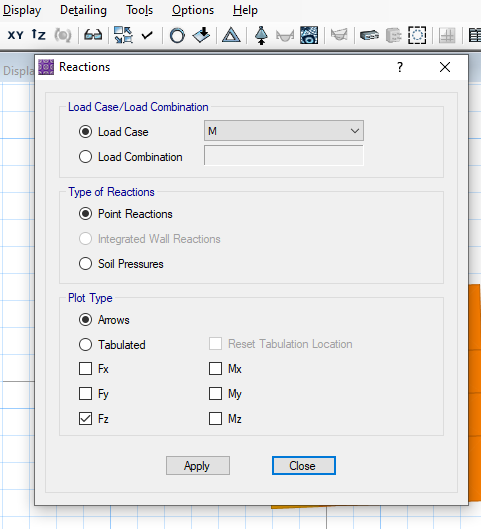 Display Detailing Tools Options Help
XY ↑Z
Displa
Reactions ?
Load Case/Load Combination
Load Case M
Load Combination
Type of Reactions
Point Reactions
Integrated Wall Reactions
Soil Pressures
Plot Type
Arrows
Tabulated Reset Tabulation Location
Fx Mx
Fy My
Fz Mz
Apply Close